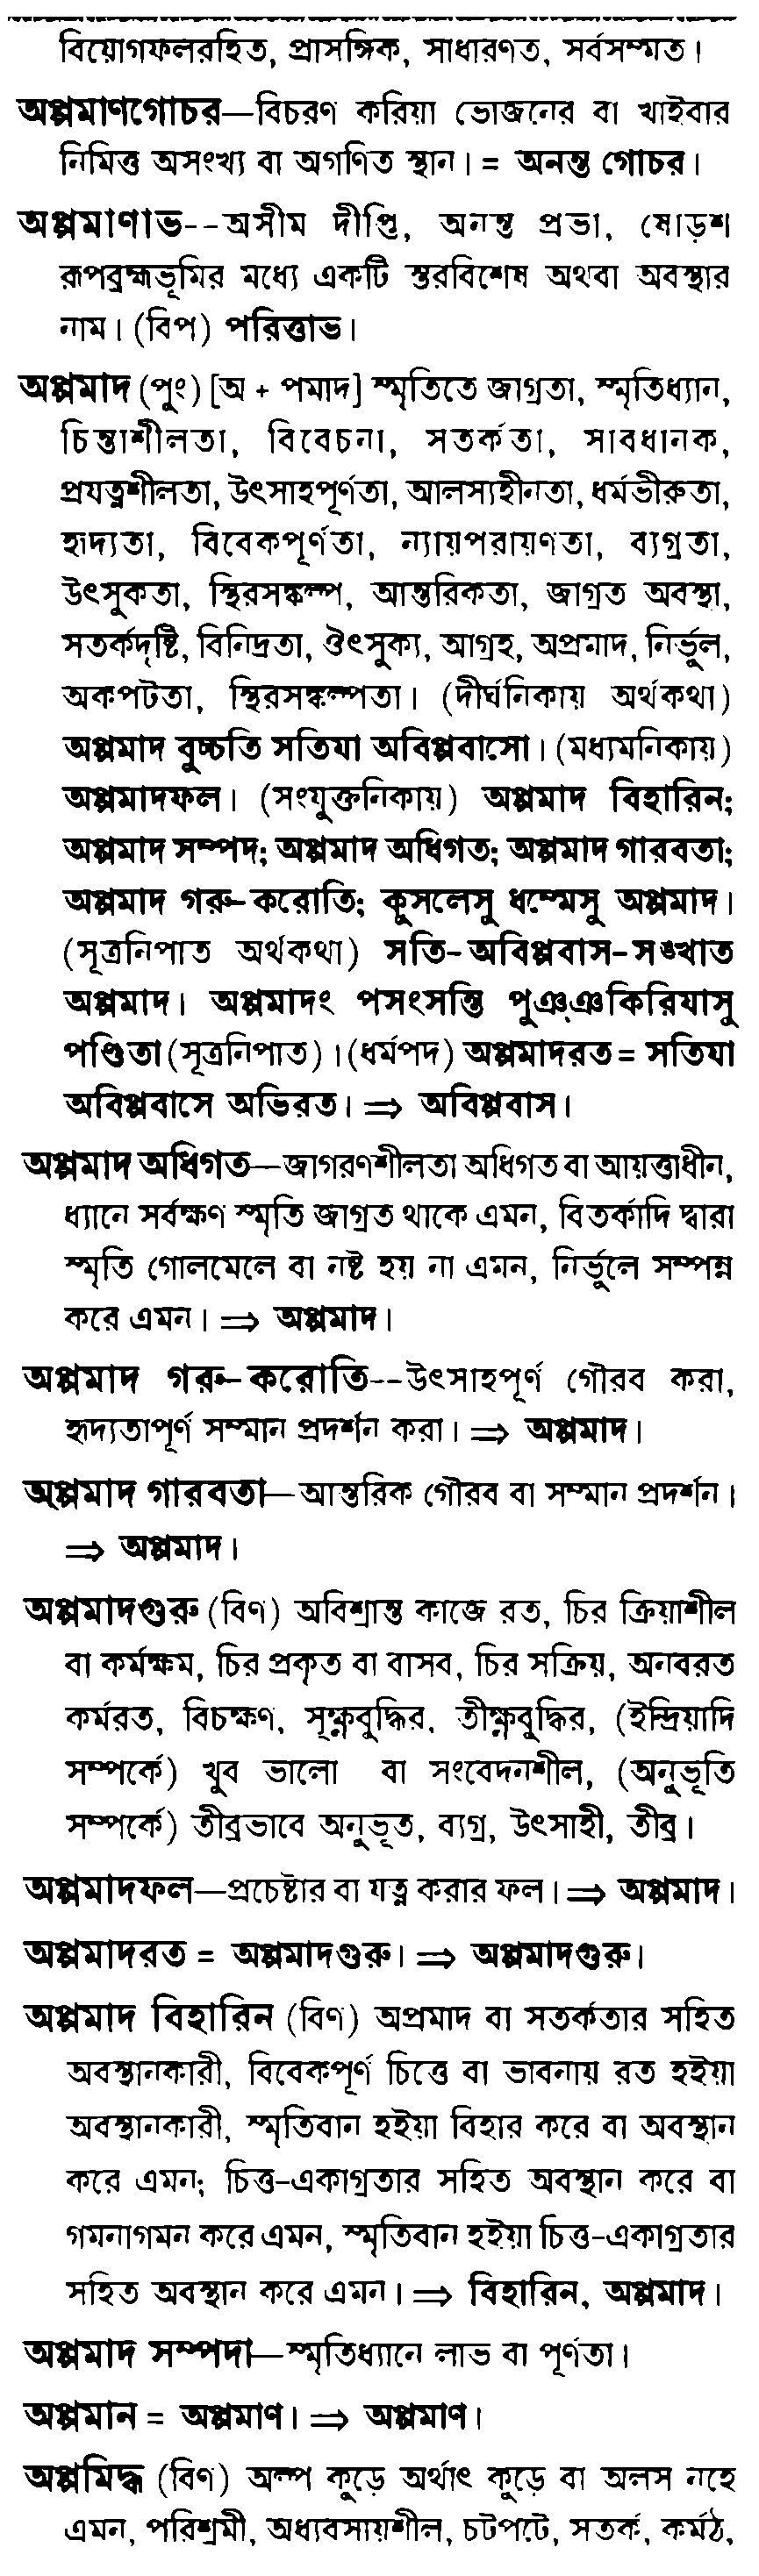 বিয়োগফলরহিত, প্রাসঙ্গিক, সাধারণত, সর্বসম্মত।
অপ্পমাণগোচর—বিচরণ করিয়া ভোজনের বা খাইবার
নিমিত্ত অসংখ্য বা অগণিত স্থান। = অনন্ত গোচর।
অপ্পমাণাভ--অসীম দীপ্তি, অনন্ত প্রভা, ষোড়শ
রূপব্রহ্মভূমির মধ্যে একটি স্তরবিশেষ অথবা অবস্থার
নাম। (বিপ) পরিত্তাভ।
অপ্পমাদ (পুং) [অ + পমাদ] স্মৃতিতে জাগ্রতা, স্মৃতিধ্যান,
চিন্তাশীলতা, বিবেচনা, সতর্কতা, সাবধানক,
প্রযত্নশীলতা, উৎসাহপূর্ণতা, আলস্যহীনতা, ধর্মভীরুতা,
হৃদ্যতা, বিবেকপূর্ণতা, ন্যায়পরায়ণতা, ব্যগ্রতা,
উৎসুকতা, স্থিরসঙ্কল্প, আন্তরিকতা, জাগ্রত অবস্থা,
সতর্কদৃষ্টি, বিনিদ্রতা, ঔৎসুক্য, আগ্রহ, অপ্রমাদ, নির্ভুল,
অকপটতা, স্থিরসঙ্কল্পতা। (দীর্ঘনিকায় অর্থকথা)
অপ্পমাদ বুচ্চতি সতিযা অবিপ্পবাসো। (মধ্যমনিকায়)
অপ্পমাদফল। (সংযুক্তনিকায়) অপ্পমাদ বিহারিন;
অপ্পমাদ সম্পদ; অপ্পমাদ অধিগত; অপ্পমাদ গারবতা;
অপ্পমাদ গরু-করোতি; কুসলেসু ধম্মেসু অপ্পমাদ।
(সূত্রনিপাত অর্থকথা) সতি-অবিপ্পবাস-সঙ্খাত
অপ্পমাদ। অপ্পমাদং পসংসন্তি পুঞ্ঞকিরিযাসু
পণ্ডিতা (সূত্রনিপাত)। (ধর্মপদ) অপ্পমাদরত = সতিযা
অবিপ্পবাসে অভিরত। ⇒ অবিপ্পবাস।
অপ্পমাদ অধিগত—জাগরণশীলতা অধিগত বা আয়ত্তাধীন,
ধ্যানে সর্বক্ষণ স্মৃতি জাগ্রত থাকে এমন, বিতর্কাদি দ্বারা
স্মৃতি গোলমেলে বা নষ্ট হয় না এমন, নির্ভুলে সম্পন্ন
করে এমন। ⇒ অপ্পমাদ।
অপ্পমাদ গরু-করোতি--উৎসাহপূর্ণ গৌরব করা,
হৃদ্যতাপূর্ণ সম্মান প্রদর্শন করা। ⇒ অপ্পমাদ।
অপ্পমাদ গারবতা—আন্তরিক গৌরব বা সম্মান প্রদর্শন।
⇒ অপ্পমাদ।
অপ্পমাদগুরু (বিণ) অবিশ্রান্ত কাজে রত, চির ক্রিয়াশীল
বা কর্মক্ষম, চির প্রকৃত বা বাসব, চির সক্রিয়, অনবরত
কর্মরত, বিচক্ষণ, সূক্ষ্মবুদ্ধির, তীক্ষ্ণবুদ্ধির, (ইন্দ্রিয়াদি
সম্পর্কে) খুব ভালো বা সংবেদনশীল, (অনুভূতি
সম্পর্কে) তীব্রভাবে অনুভূত, ব্যগ্র, উৎসাহী, তীব্র।
অপ্পমাদফল—প্রচেষ্টার বা যত্ন করার ফল। ⇒ অপ্পমাদ।
অপ্পমাদরত = অপ্পমাদগুরু। ⇒ অপ্পমাদগুরু।
অপ্পমাদ বিহারিন (বিণ) অপ্রমাদ বা সতর্কতার সহিত
অবস্থানকারী, বিবেকপূর্ণ চিত্তে বা ভাবনায় রত হইয়া
অবস্থানকারী, স্মৃতিবান হইয়া বিহার করে বা অবস্থান
করে এমন; চিত্ত-একাগ্রতার সহিত অবস্থান করে বা
গমনাগমন করে এমন, স্মৃতিবান হইয়া চিত্ত-একাগ্রতার
সহিত অবস্থান করে এমন। ⇒ বিহারিন, অপ্পমাদ।
অপ্পমাদ সম্পদা—স্মৃতিধ্যানে লাভ বা পূর্ণতা।
অপ্পমান = অপ্পমাণ। ⇒ অপ্পমাণ।
অপ্পমিদ্ধ (বিণ) অল্প কুড়ে অর্থাৎ কুড়ে বা অলস নহে
এমন, পরিশ্রমী, অধ্যবসায়শীল, চটপটে, সতর্ক, কর্মঠ,